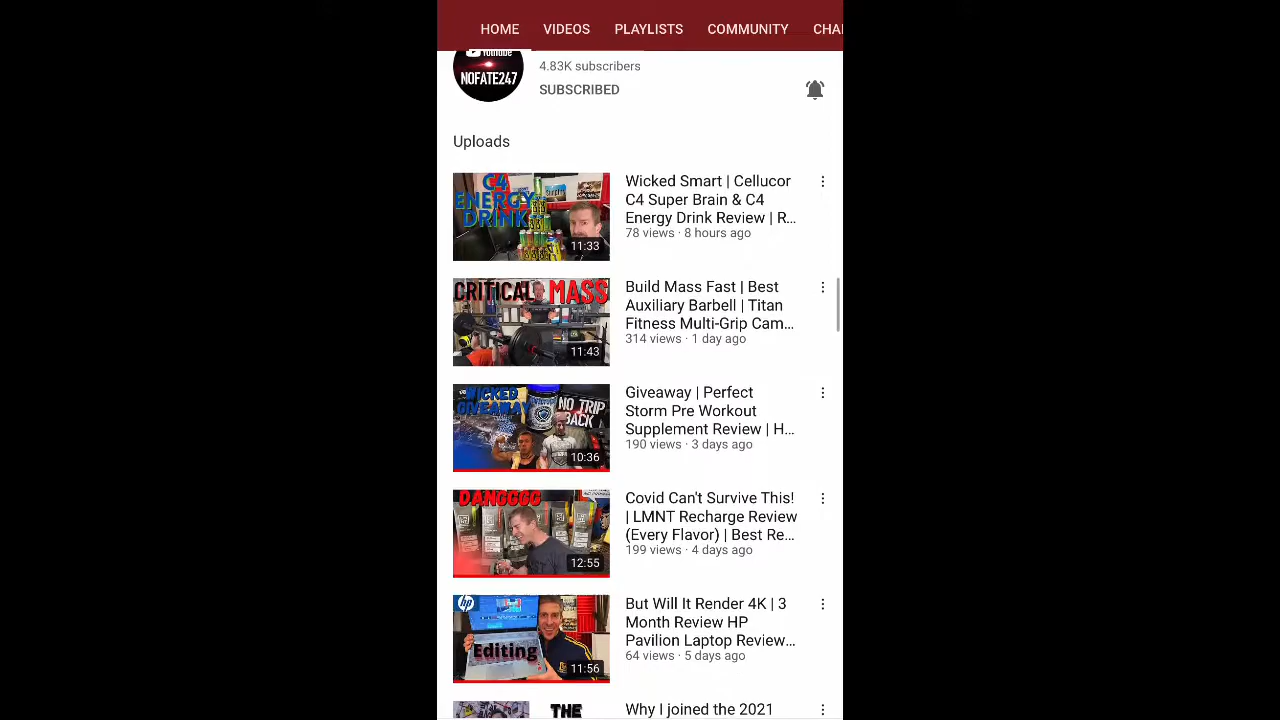 HOME VIDEOS PLAYLISTS COMMUNITY CHA
YouTube
NOFATE247
4.83K subscribers
SUBSCRIBED
Uploads
C4
ENERGY
DRINK
11:33
Wicked Smart | Cellucor
C4 Super Brain & C4
Energy Drink Review | R...
78 views · 8 hours ago
CRITICAL MASS
11:43
Build Mass Fast | Best
Auxiliary Barbell | Titan
Fitness Multi-Grip Cam...
314 views · 1 day ago
WICKED
GIVEAWAY
NO TRIP
BACK
10:36
Giveaway | Perfect
Storm Pre Workout
Supplement Review | H...
190 views · 3 days ago
DANGGGG
12:55
Covid Can't Survive This!
| LMNT Recharge Review
(Every Flavor) | Best Re...
199 views · 4 days ago
hp
Editing
11:56
But Will It Render 4K | 3
Month Review HP
Pavilion Laptop Review...
64 views · 5 days ago
THE
Why I joined the 2021